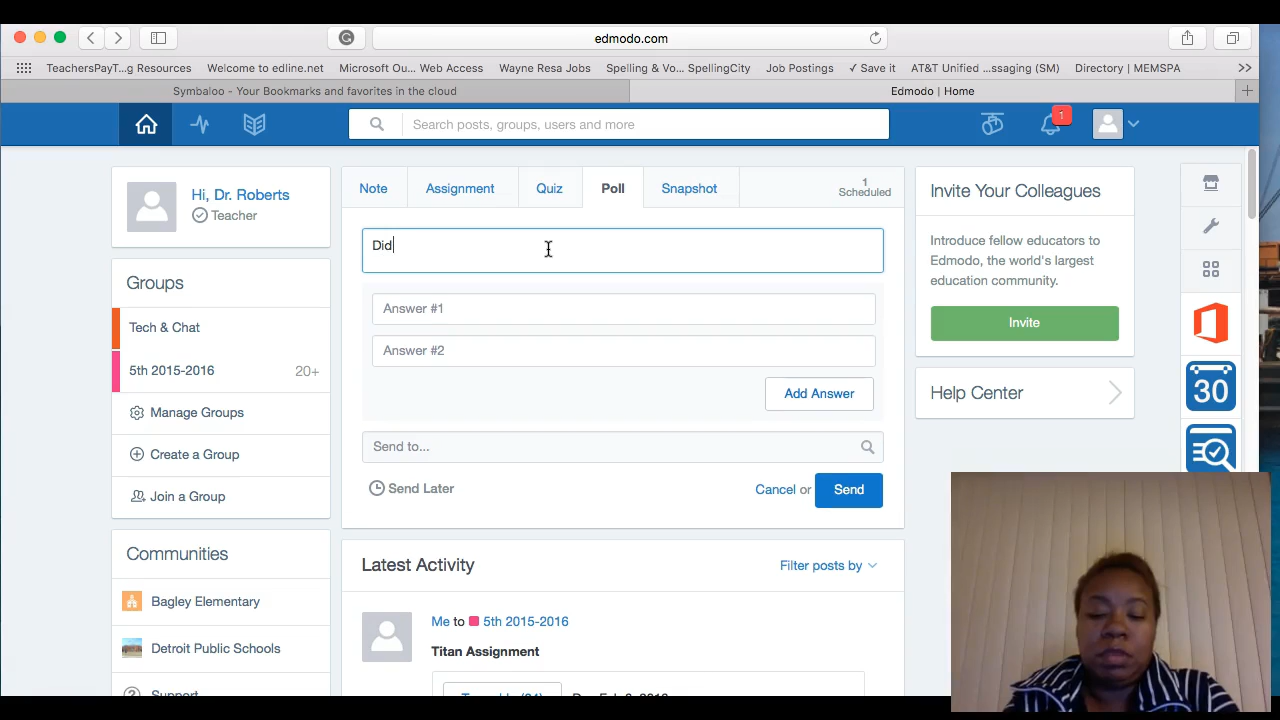 edmodo.com
TeachersPayT...g Resources Welcome to edline.net Microsoft Ou... Web Access Wayne Resa Jobs Spelling & Vo... SpellingCity Job Postings ✓ Save it AT&T Unified ...ssaging (SM) Directory | MEMSPA >>
Symbaloo - Your Bookmarks and favorites in the cloud Edmodo | Home +
Search posts, groups, users and more
1
Hi, Dr. Roberts
Teacher
Groups
Tech & Chat
5th 2015-2016 20+
Manage Groups
Create a Group
Join a Group
Communities
Bagley Elementary
Detroit Public Schools
Support
Note Assignment Quiz Poll Snapshot
1
Scheduled
Did
Answer #1
Answer #2
Add Answer
Send to...
Send Later Cancel or Send
Latest Activity Filter posts by
Me to 5th 2015-2016
Titan Assignment
Invite Your Colleagues
Introduce fellow educators to
Edmodo, the world's largest
education community.
Invite
Help Center
30